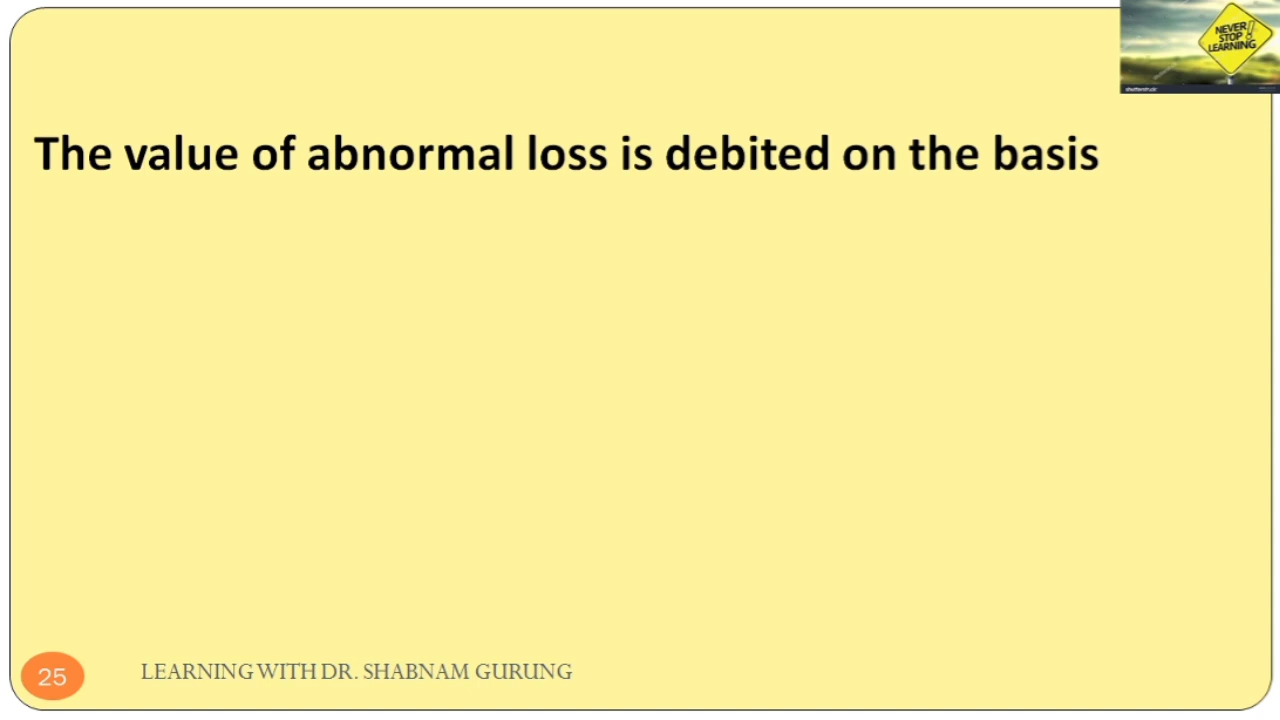 NEVER
STOP !
LEARNING
The value of abnormal loss is debited on the basis
25
LEARNING WITH DR. SHABNAM GURUNG